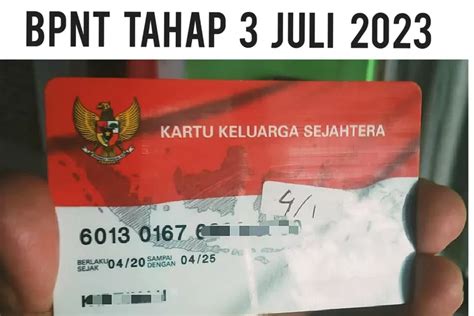 BPNT TAHAP 3 JULI 2023
KARTU KELUARGA SEJAHTERA
4/1
6013 0167 6
BERLAKU SEJAK 04/20 SAMPAI DENGAN 04/25